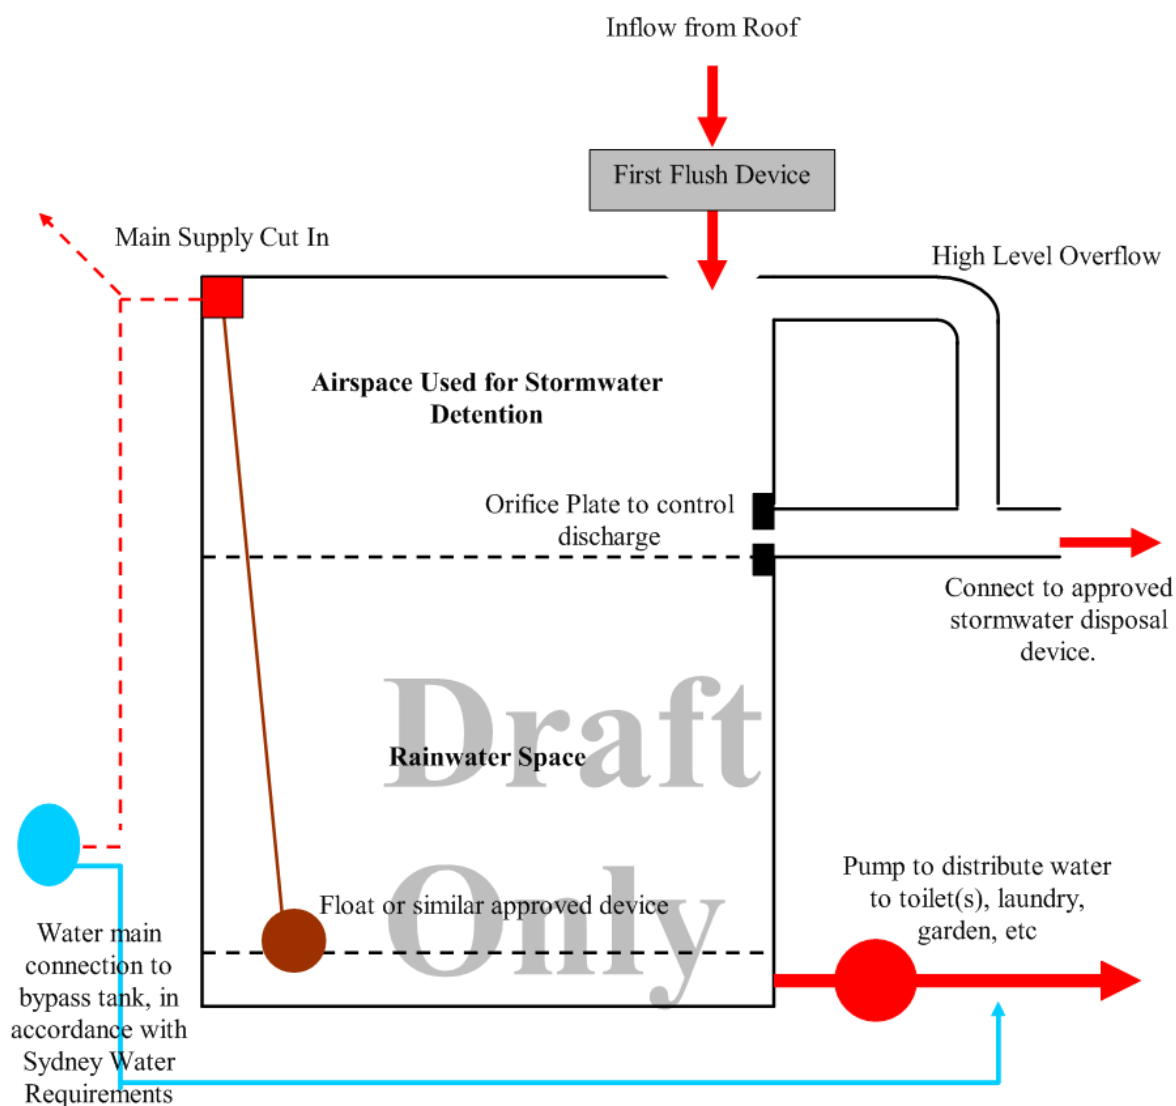 Inflow from Roof
First Flush Device
Main Supply Cut In
High Level Overflow
Airspace Used for Stormwater
Detention
Orifice Plate to control
discharge
Connect to approved
stormwater disposal
device.
Draft
Rainwater Space
Only
Float or similar approved device
Pump to distribute water
to toilet(s), laundry,
garden, etc
Water main
connection to
bypass tank, in
accordance with
Sydney Water
Requirements